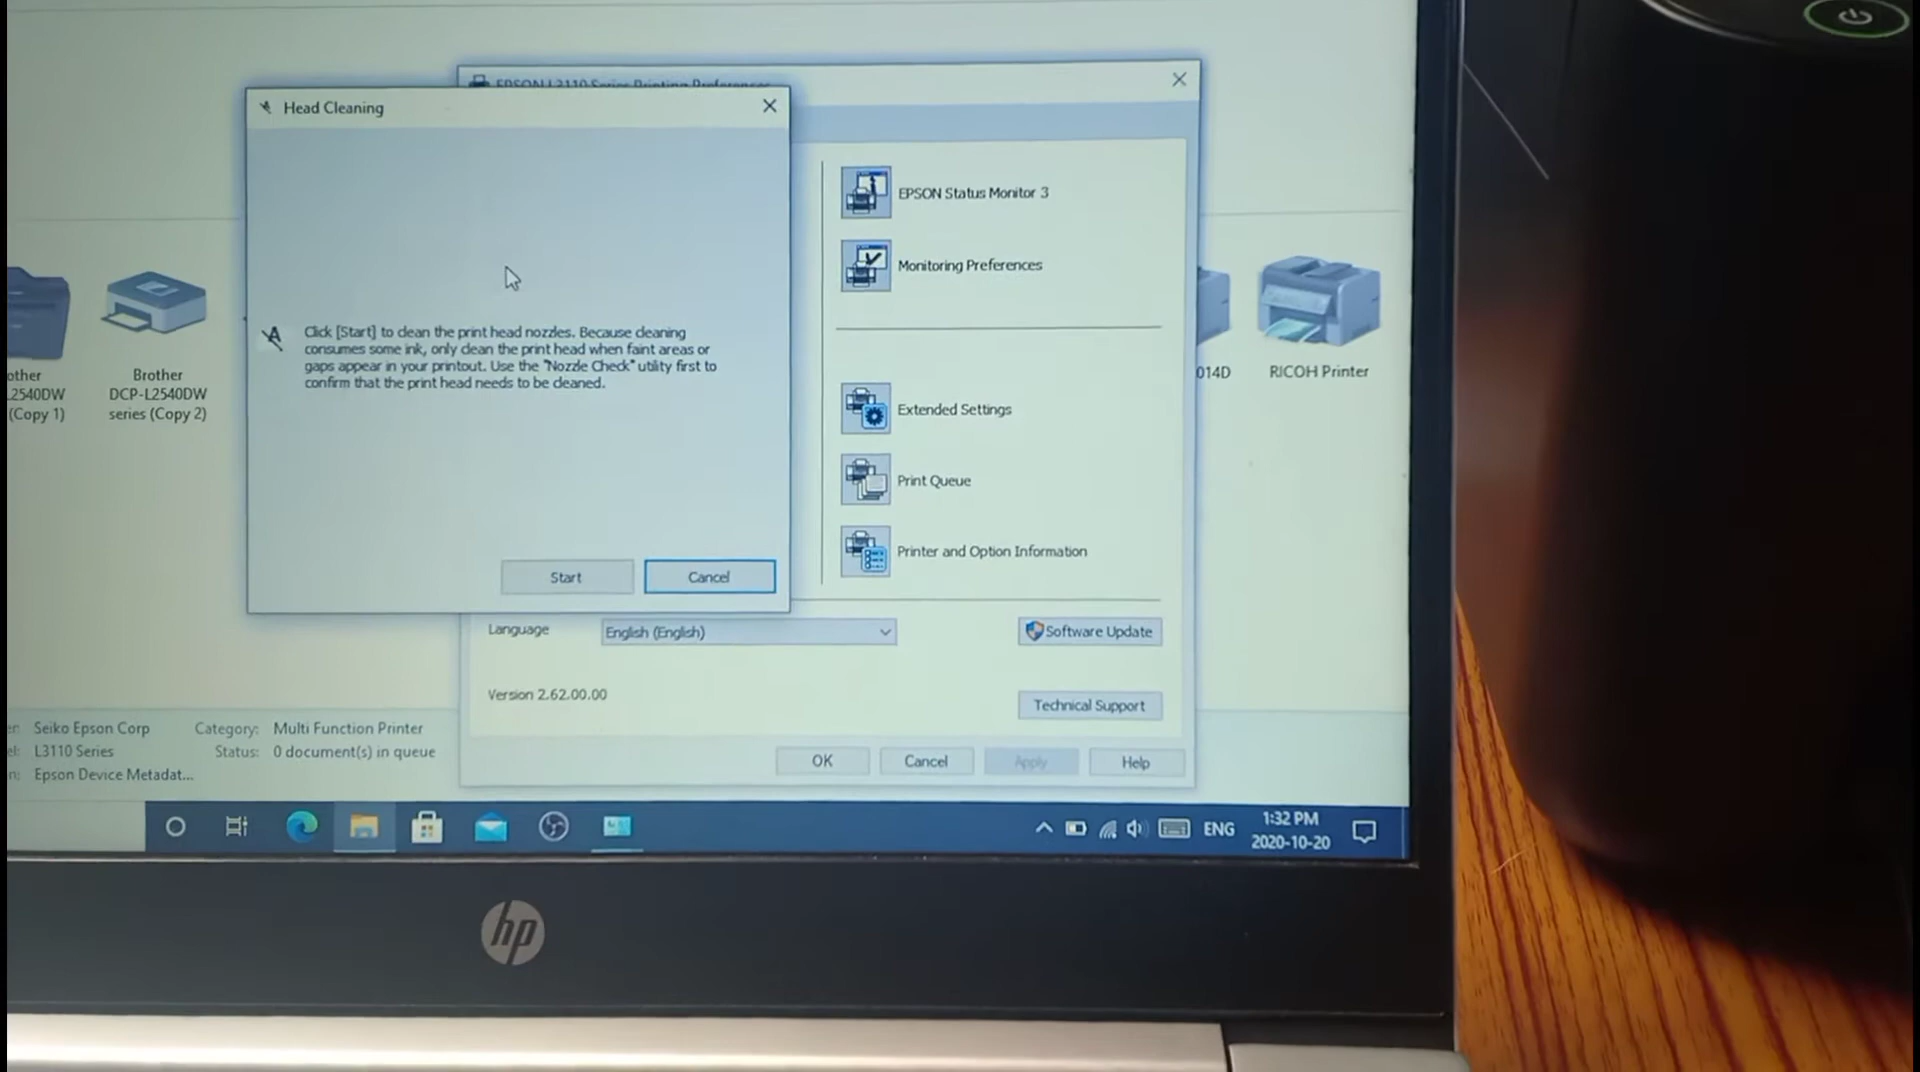 EPSON L3110 Series Printing Preferences
Head Cleaning
EPSON Status Monitor 3
Monitoring Preferences
Click [Start] to clean the print head nozzles. Because cleaning
consumes some ink, only clean the print head when faint areas or
gaps appear in your printout. Use the "Nozzle Check" utility first to
confirm that the print head needs to be cleaned.
other
L2540DW
(Copy 1)
Brother
DCP-L2540DW
series (Copy 2)
014D
RICOH Printer
Extended Settings
Print Queue
Printer and Option Information
Start
Cancel
Language
English (English)
Software Update
Version 2.62.00.00
Technical Support
Seiko Epson Corp
Category:
Multi Function Printer
L3110 Series
Status:
0 document(s) in queue
Epson Device Metadat...
OK
Cancel
Apply
Help
ENG
1:32 PM
2020-10-20
hp